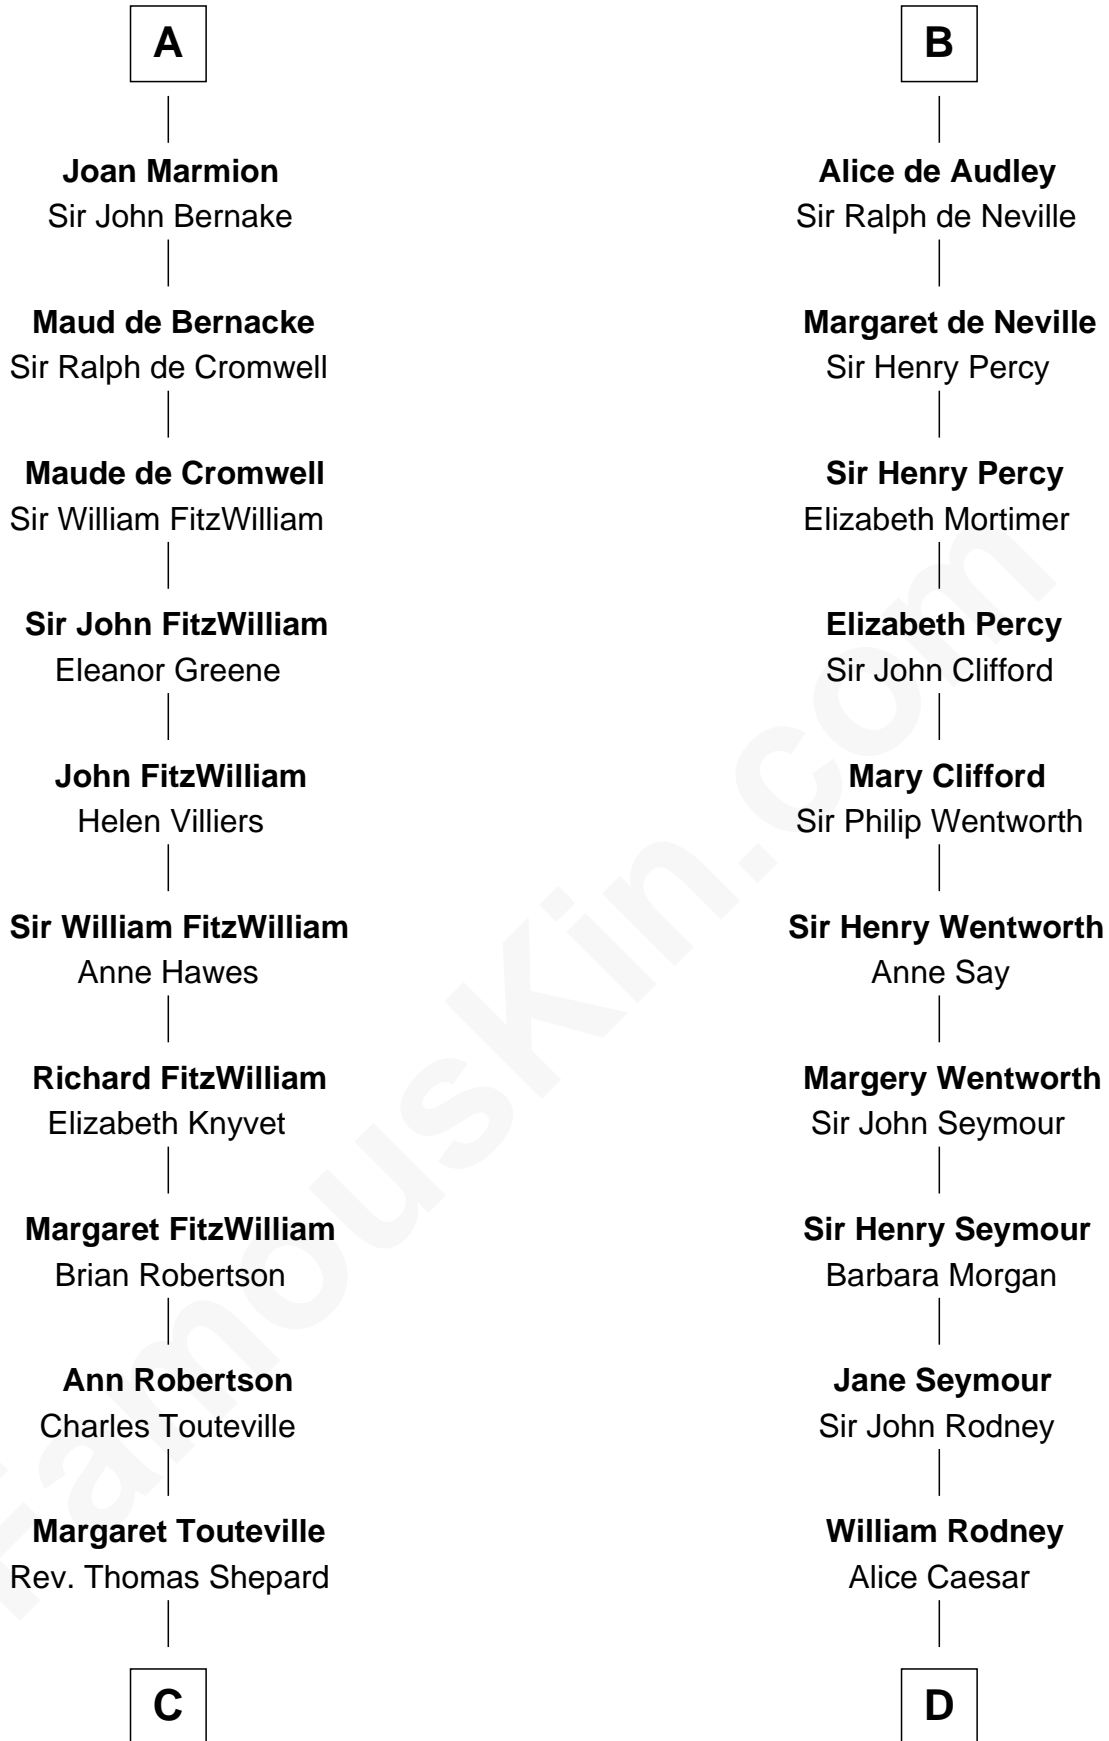 A
Joan Marmion
Sir John Bernake
Maud de Bernacke
Sir Ralph de Cromwell
Maude de Cromwell
Sir William FitzWilliam
Sir John FitzWilliam
Eleanor Greene
John FitzWilliam
Helen Villiers
Sir William FitzWilliam
Anne Hawes
Richard FitzWilliam
Elizabeth Knyvet
Margaret FitzWilliam
Brian Robertson
Ann Robertson
Charles Touteville
Margaret Touteville
Rev. Thomas Shepard
C
B
Alice de Audley
Sir Ralph de Neville
Margaret de Neville
Sir Henry Percy
Sir Henry Percy
Elizabeth Mortimer
Elizabeth Percy
Sir John Clifford
Mary Clifford
Sir Philip Wentworth
Sir Henry Wentworth
Anne Say
Margery Wentworth
Sir John Seymour
Sir Henry Seymour
Barbara Morgan
Jane Seymour
Sir John Rodney
William Rodney
Alice Caesar
D
FamousKin.com